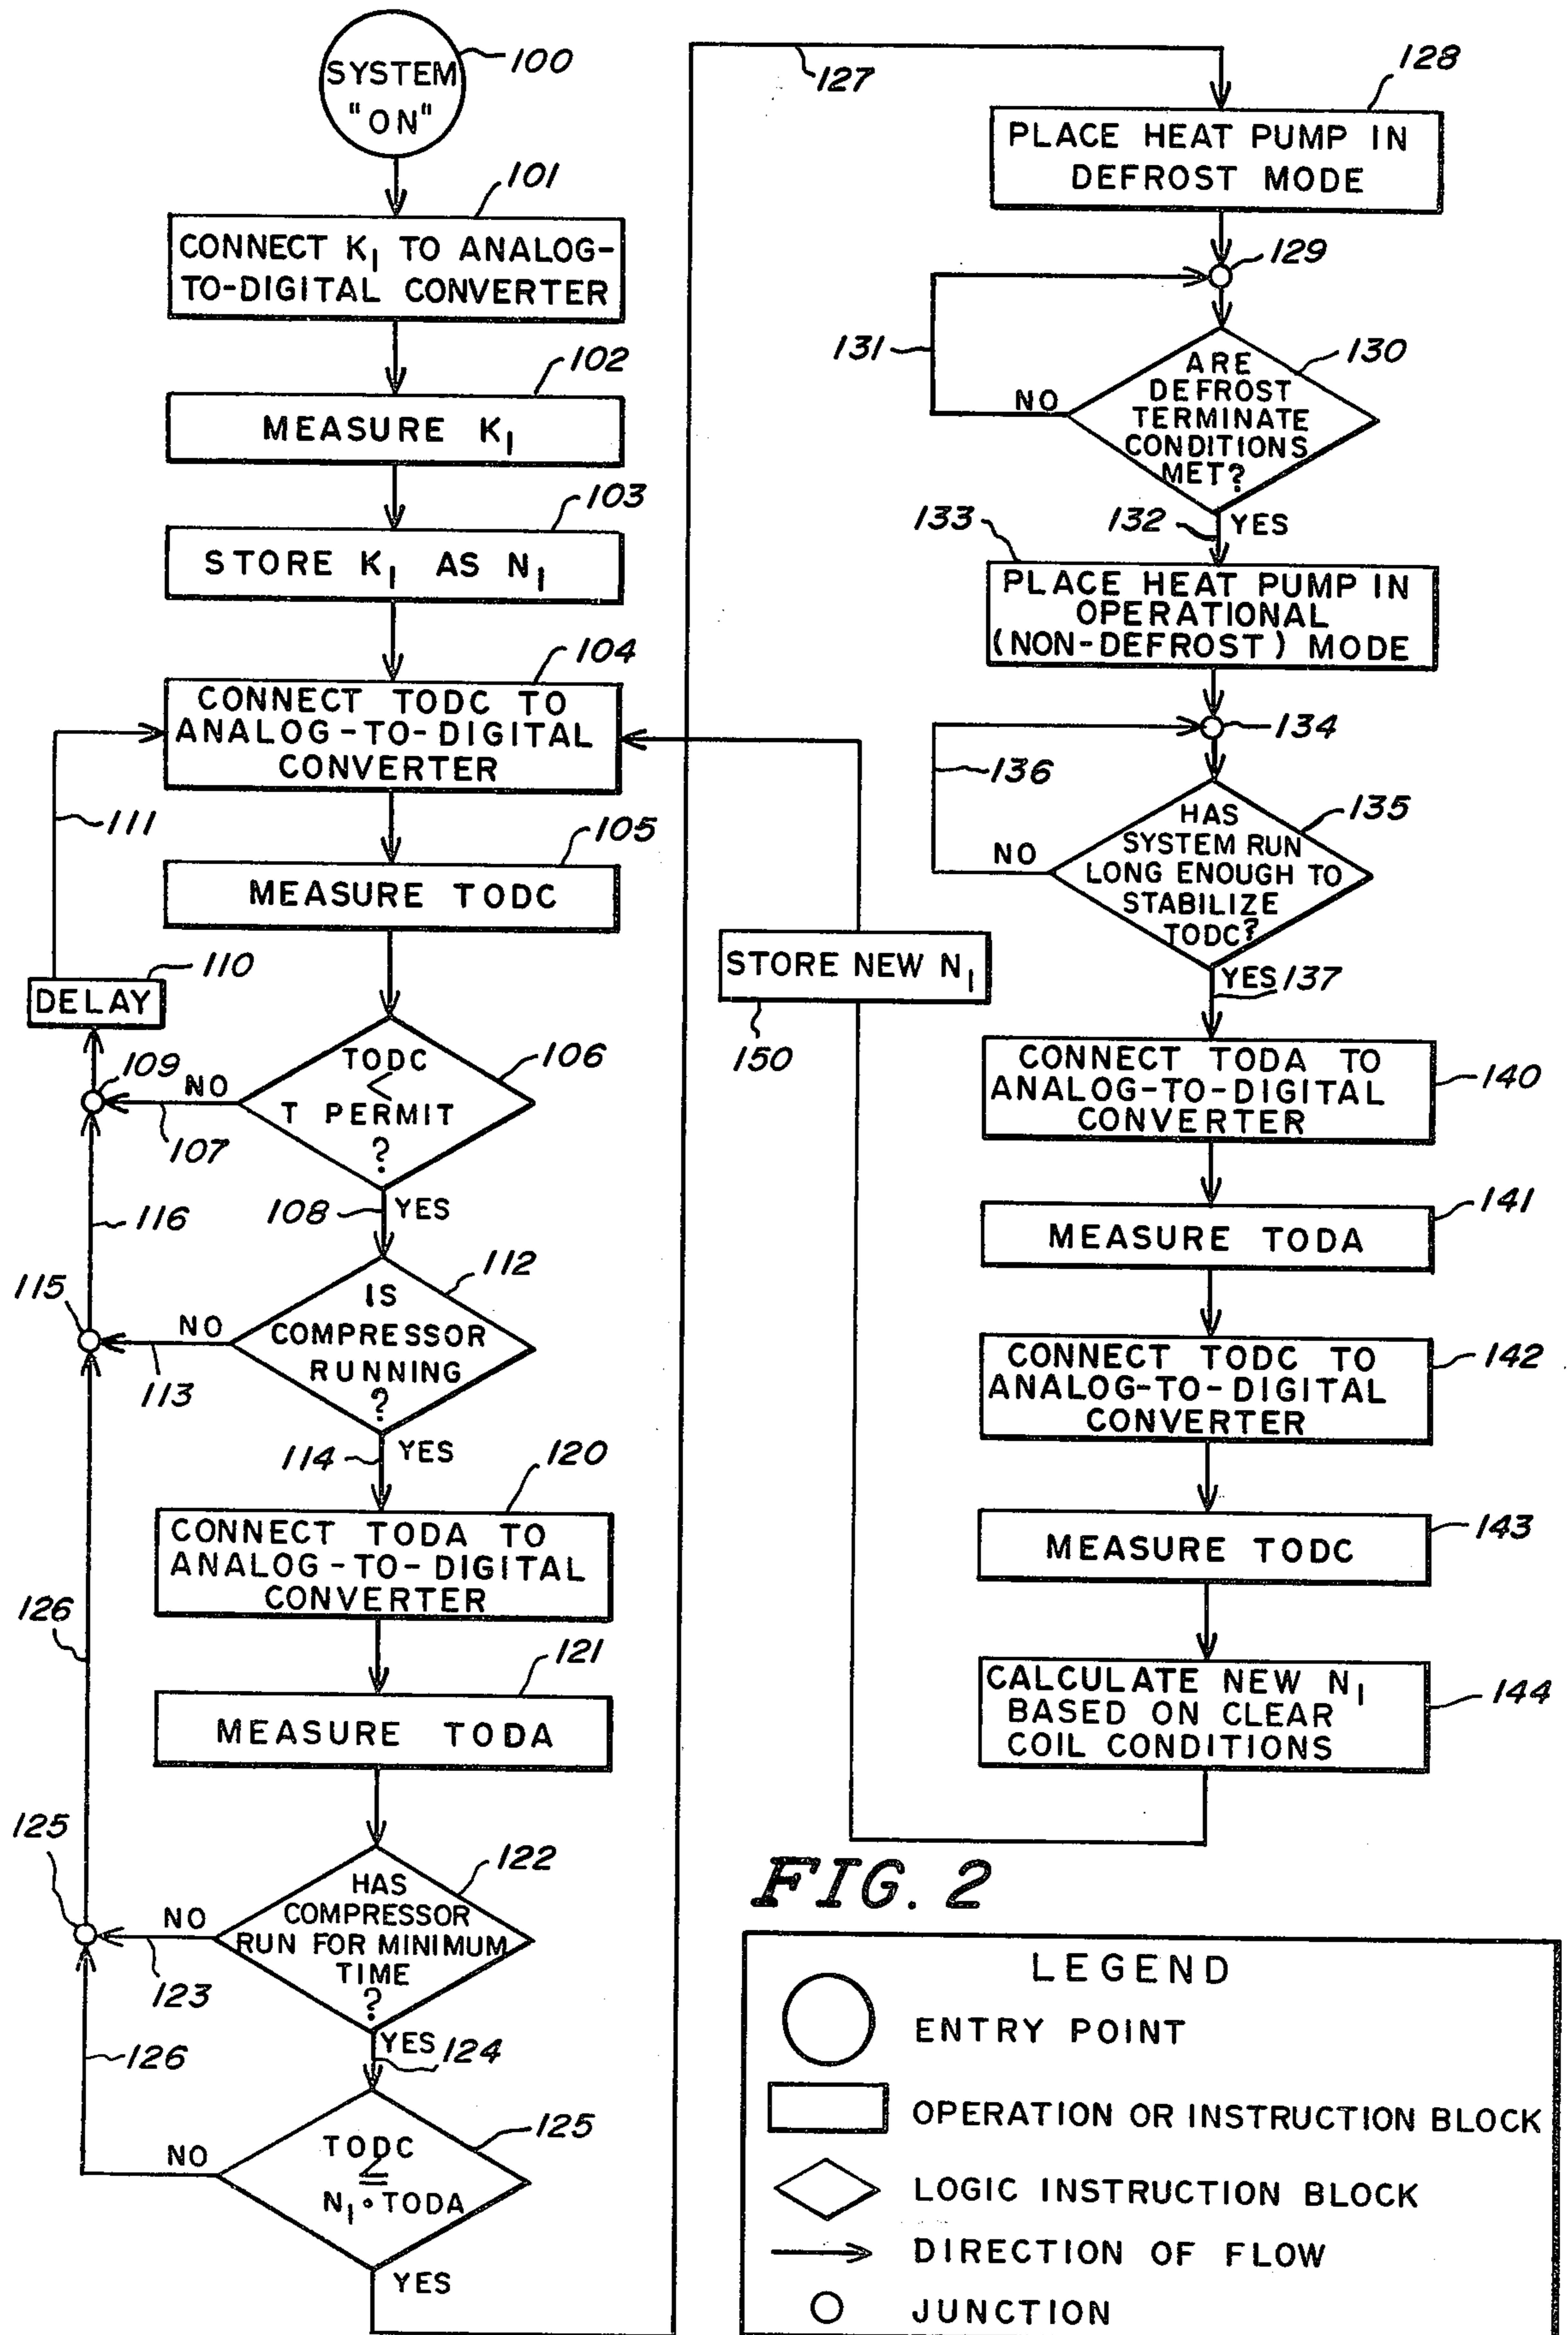 SYSTEM
"ON"
100
101
CONNECT K1 TO ANALOG-
TO-DIGITAL CONVERTER
102
MEASURE K1
103
STORE K1 AS N1
104
CONNECT TODC TO
ANALOG-TO-DIGITAL
CONVERTER
111
105
MEASURE TODC
110
DELAY
109
106
TODC
<
T PERMIT
?
NO
107
108
YES
116
112
IS
COMPRESSOR
RUNNING
?
115
NO
113
114
YES
120
CONNECT TODA TO
ANALOG-TO-DIGITAL
CONVERTER
126
121
MEASURE TODA
125
122
HAS
COMPRESSOR
RUN FOR MINIMUM
TIME
?
NO
123
YES
124
126
125
TODC
≦
N1 • TODA
NO
YES
127
128
PLACE HEAT PUMP IN
DEFROST MODE
129
131
130
ARE
DEFROST
TERMINATE
CONDITIONS
MET?
NO
132
YES
133
PLACE HEAT PUMP IN
OPERATIONAL
(NON-DEFROST) MODE
134
136
135
HAS
SYSTEM RUN
LONG ENOUGH TO
STABILIZE
TODC?
NO
YES
137
STORE NEW N1
150
CONNECT TODA TO
ANALOG-TO-DIGITAL
CONVERTER
140
141
MEASURE TODA
CONNECT TODC TO
ANALOG-TO-DIGITAL
CONVERTER
142
MEASURE TODC
143
CALCULATE NEW N1
BASED ON CLEAR
COIL CONDITIONS
144
FIG. 2
LEGEND
ENTRY POINT
OPERATION OR INSTRUCTION BLOCK
LOGIC INSTRUCTION BLOCK
DIRECTION OF FLOW
JUNCTION